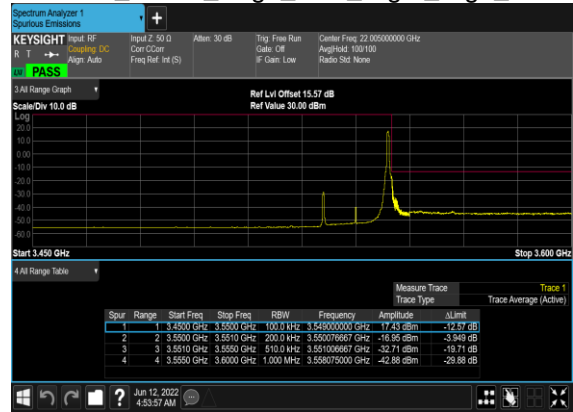 Spectrum Analyzer 1
Spurious Emissions
KEYSIGHT Input: RF Input Z: 50 Ω Atten: 30 dB Trig: Free Run Center Freq: 22.005000000 GHz
R T Coupling: DC Corr CCorr Gate: Off Avg|Hold: 100/100
Align: Auto Freq Ref: Int (S) IF Gain: Low Radio Std: None
PASS
3 All Range Graph
Ref Lvl Offset 15.57 dB
Scale/Div 10.0 dB Ref Value 30.00 dBm
Log
20.0
10.0
0.00
-10.0
-20.0
-30.0
-40.0
-50.0
-60.0
Start 3.450 GHz Stop 3.600 GHz
4 All Range Table
Measure Trace Trace 1
Trace Type Trace Average (Active)
Spur Range Start Freq Stop Freq RBW Frequency Amplitude ΔLimit
1 1 3.4500 GHz 3.5500 GHz 100.0 kHz 3.549000000 GHz 17.43 dBm -12.57 dB
2 2 3.5500 GHz 3.5510 GHz 200.0 kHz 3.550076667 GHz -16.95 dBm -3.949 dB
3 3 3.5510 GHz 3.5550 GHz 510.0 kHz 3.551006667 GHz -32.71 dBm -19.71 dB
4 4 3.5550 GHz 3.6000 GHz 1.000 MHz 3.558075000 GHz -42.88 dBm -29.88 dB
? Jun 12, 2022
4:53:57 AM